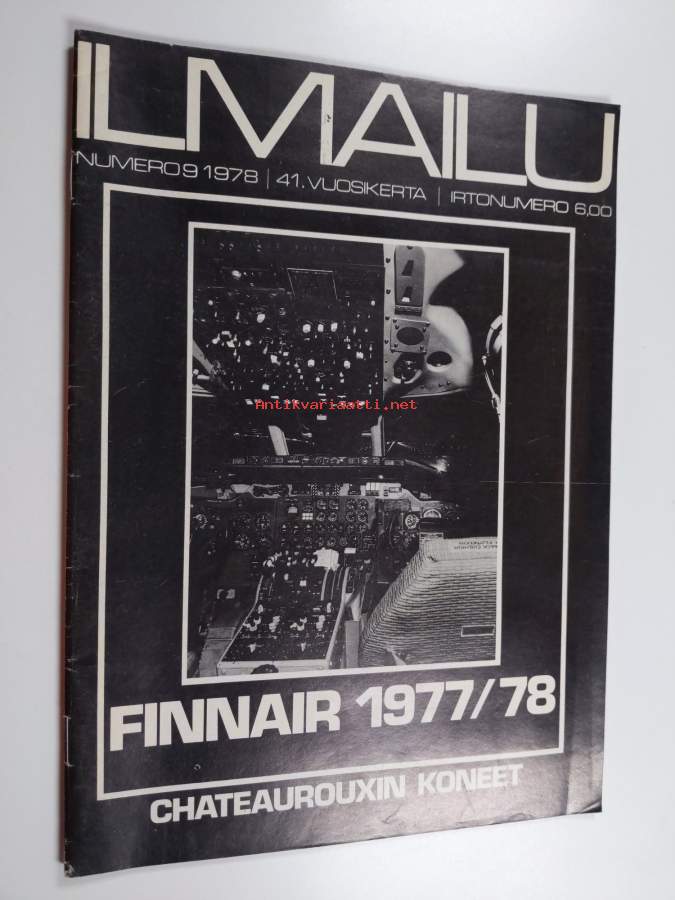 ILMAILU
NUMERO 9 1978 | 41. VUOSIKERTA | IRTONUMERO 6,00
Antikvariaatti.net
FINNAIR 1977/78
CHATEAUROUXIN KONEET